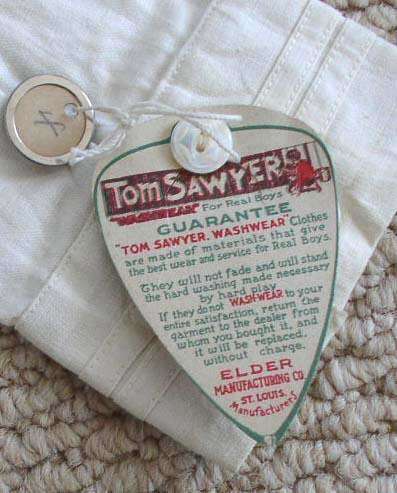 Tom SAWYER
"WASHWEAR" For Real Boys
GUARANTEE
"TOM SAWYER. WASHWEAR" Clothes
are made of materials that give
the best wear and service for Real Boys.
They will not fade and will stand
the hard washing made necessary
by hard play
If they do not WASH-WEAR to your
entire satisfaction, return the
garment to the dealer from
whom you bought it, and
it will be replaced,
without charge.
ELDER
MANUFACTURING CO.
ST. LOUIS.
Manufacturers